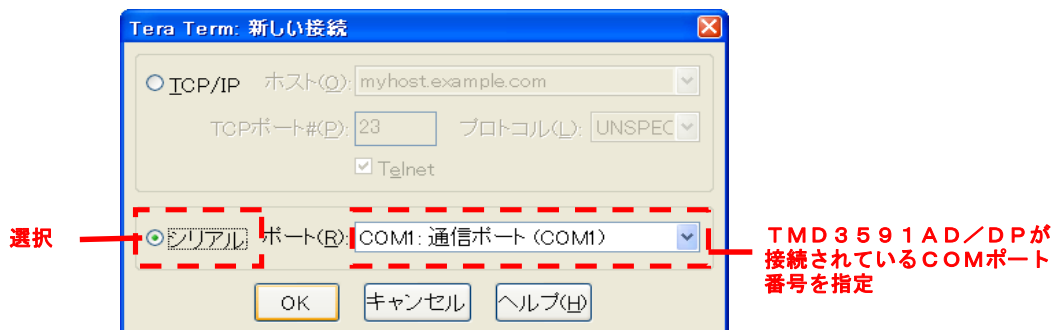 Tera Term: 新しい接続
TCP/IP ホスト(O): myhost.example.com
TCPポート#(P): 23 プロトコル(L): UNSPEC
Telnet
選択
シリアル ポート(R): COM1: 通信ポート (COM1)
TMD3591AD/DPが
接続されているCOMポート
番号を指定
OK キャンセル ヘルプ(H)